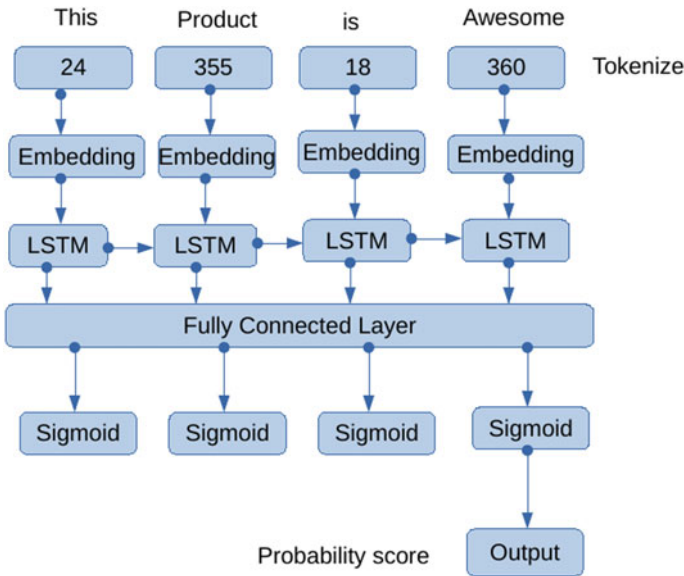 This Product is Awesome
24 355 18 360 Tokenize
Embedding Embedding Embedding Embedding
LSTM LSTM LSTM LSTM
Fully Connected Layer
Sigmoid Sigmoid Sigmoid Sigmoid
Probability score Output